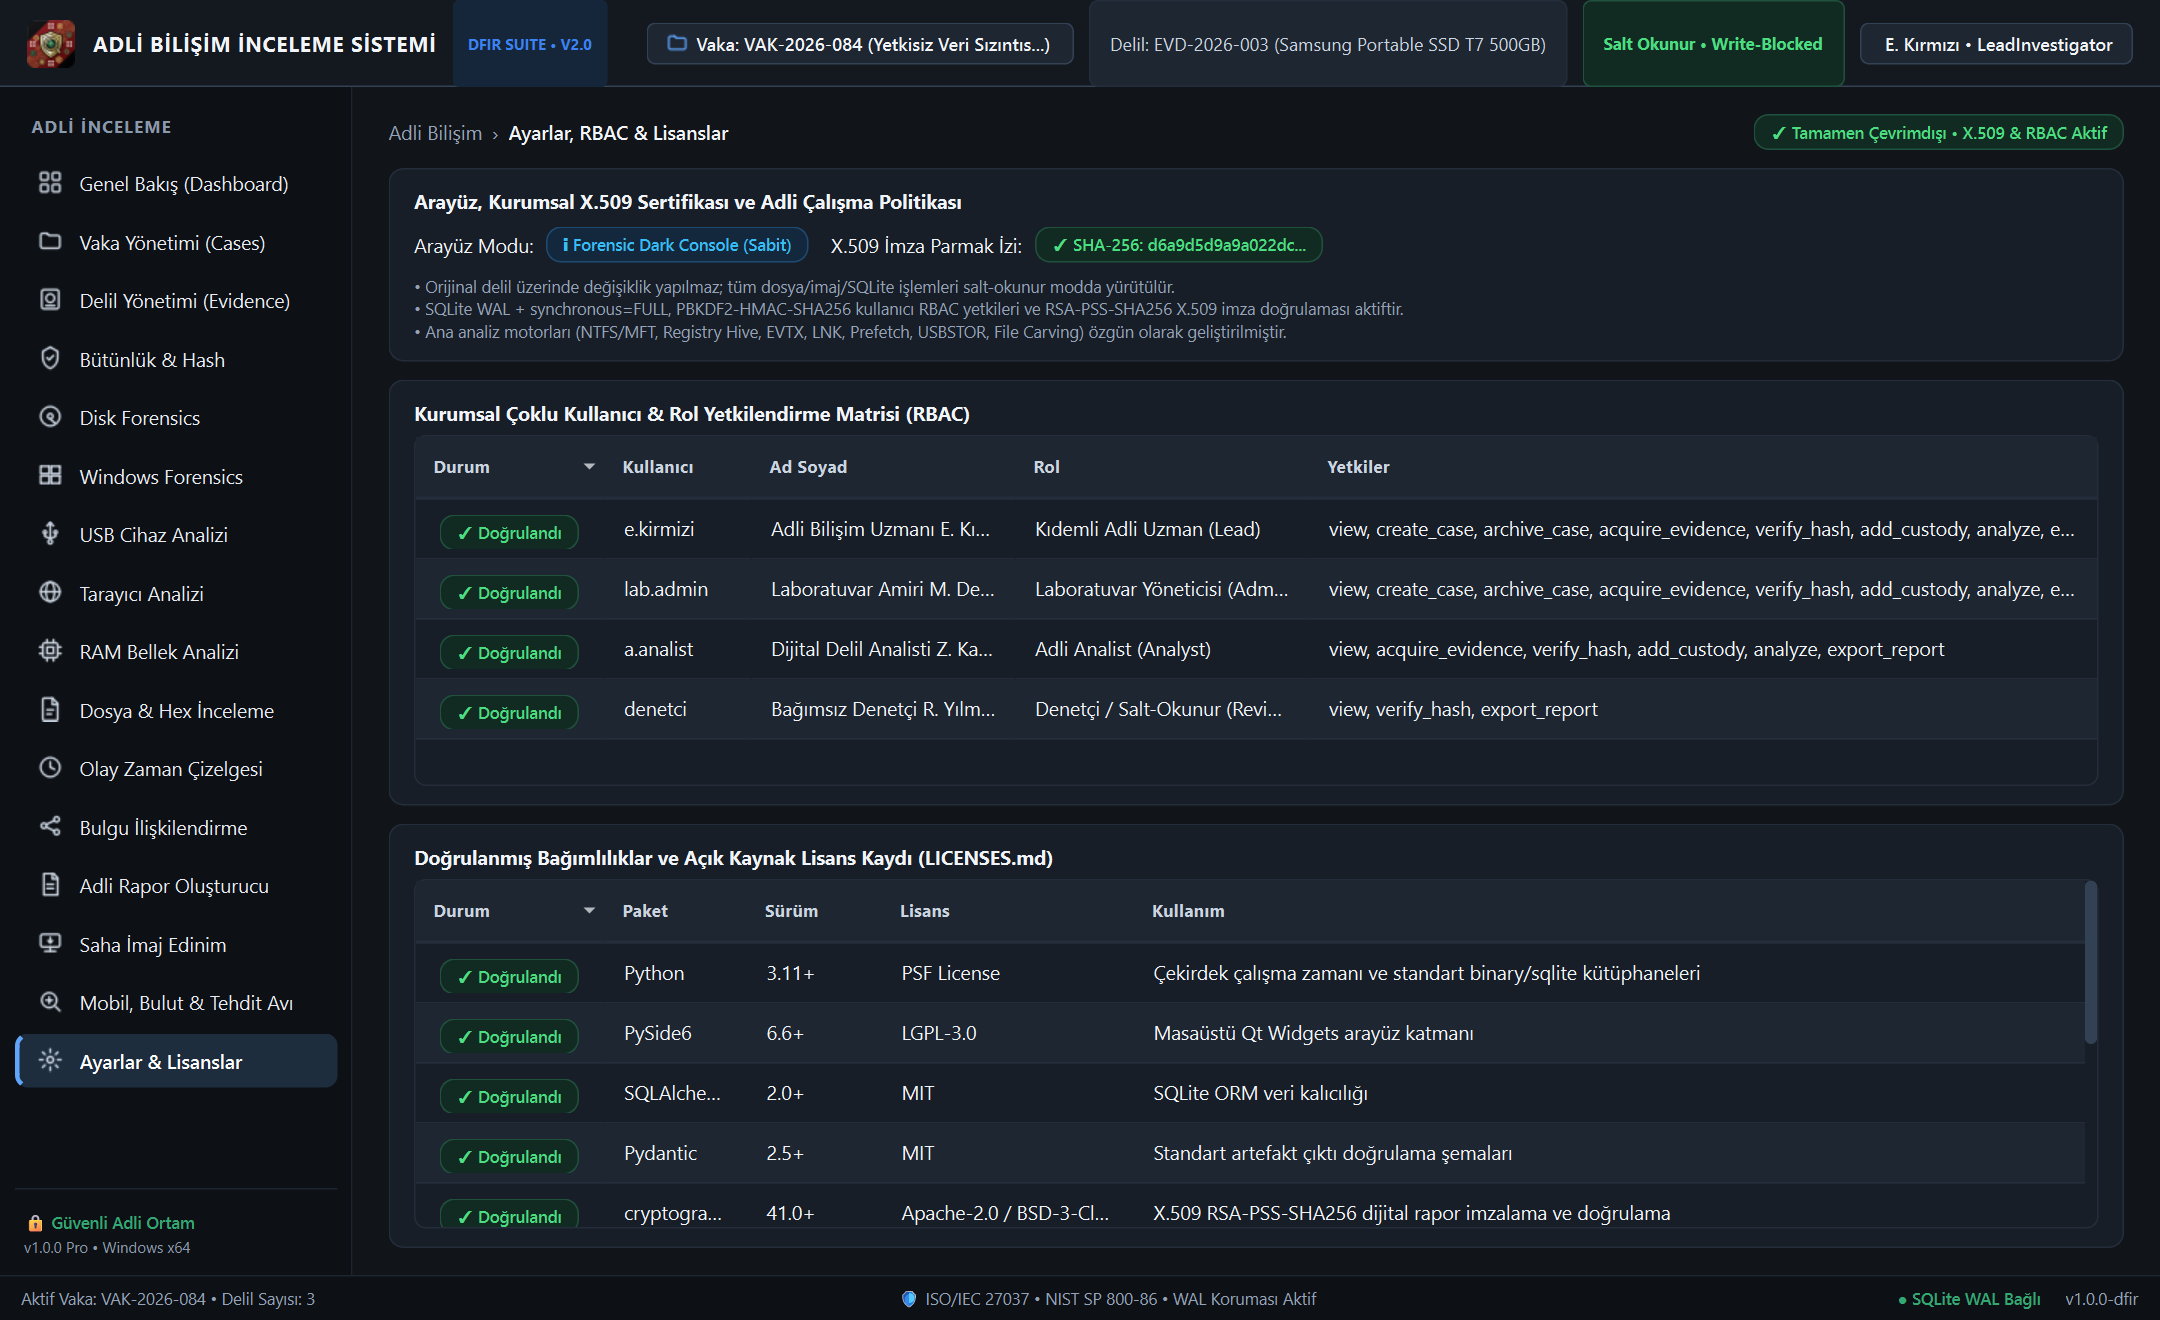 ADLİ BİLİŞİM İNCELEME SİSTEMİ
DFIR SUITE • V2.0
Vaka: VAK-2026-084 (Yetkisiz Veri Sızıntıs...)
Delil: EVD-2026-003 (Samsung Portable SSD T7 500GB)
Salt Okunur • Write-Blocked
E. Kırmızı • LeadInvestigator
ADLİ İNCELEME
Genel Bakış (Dashboard)
Vaka Yönetimi (Cases)
Delil Yönetimi (Evidence)
Bütünlük & Hash
Disk Forensics
Windows Forensics
USB Cihaz Analizi
Tarayıcı Analizi
RAM Bellek Analizi
Dosya & Hex İnceleme
Olay Zaman Çizelgesi
Bulgu İlişkilendirme
Adli Rapor Oluşturucu
Saha İmaj Edinim
Mobil, Bulut & Tehdit Avı
Ayarlar & Lisanslar
Güvenli Adli Ortam
v1.0.0 Pro • Windows x64
Adli Bilişim › Ayarlar, RBAC & Lisanslar
✓ Tamamen Çevrimdışı • X.509 & RBAC Aktif
Arayüz, Kurumsal X.509 Sertifikası ve Adli Çalışma Politikası
Arayüz Modu: ℹ Forensic Dark Console (Sabit) X.509 İmza Parmak İzi: ✓ SHA-256: d6a9d5d9a9a022dc...
• Orijinal delil üzerinde değişiklik yapılmaz; tüm dosya/imaj/SQLite işlemleri salt-okunur modda yürütülür.
• SQLite WAL + synchronous=FULL, PBKDF2-HMAC-SHA256 kullanıcı RBAC yetkileri ve RSA-PSS-SHA256 X.509 imza doğrulaması aktiftir.
• Ana analiz motorları (NTFS/MFT, Registry Hive, EVTX, LNK, Prefetch, USBSTOR, File Carving) özgün olarak geliştirilmiştir.
Kurumsal Çoklu Kullanıcı & Rol Yetkilendirme Matrisi (RBAC)
Durum Kullanıcı Ad Soyad Rol Yetkiler
✓ Doğrulandı e.kirmizi Adli Bilişim Uzmanı E. Kı... Kıdemli Adli Uzman (Lead) view, create_case, archive_case, acquire_evidence, verify_hash, add_custody, analyze, e...
✓ Doğrulandı lab.admin Laboratuvar Amiri M. De... Laboratuvar Yöneticisi (Adm... view, create_case, archive_case, acquire_evidence, verify_hash, add_custody, analyze, e...
✓ Doğrulandı a.analist Dijital Delil Analisti Z. Ka... Adli Analist (Analyst) view, acquire_evidence, verify_hash, add_custody, analyze, export_report
✓ Doğrulandı denetci Bağımsız Denetçi R. Yılm... Denetçi / Salt-Okunur (Revi... view, verify_hash, export_report
Doğrulanmış Bağımlılıklar ve Açık Kaynak Lisans Kaydı (LICENSES.md)
Durum Paket Sürüm Lisans Kullanım
✓ Doğrulandı Python 3.11+ PSF License Çekirdek çalışma zamanı ve standart binary/sqlite kütüphaneleri
✓ Doğrulandı PySide6 6.6+ LGPL-3.0 Masaüstü Qt Widgets arayüz katmanı
✓ Doğrulandı SQLAlche... 2.0+ MIT SQLite ORM veri kalıcılığı
✓ Doğrulandı Pydantic 2.5+ MIT Standart artefakt çıktı doğrulama şemaları
✓ Doğrulandı cryptogra... 41.0+ Apache-2.0 / BSD-3-Cl... X.509 RSA-PSS-SHA256 dijital rapor imzalama ve doğrulama
Aktif Vaka: VAK-2026-084 • Delil Sayısı: 3
ISO/IEC 27037 • NIST SP 800-86 • WAL Koruması Aktif
● SQLite WAL Bağlı
v1.0.0-dfir